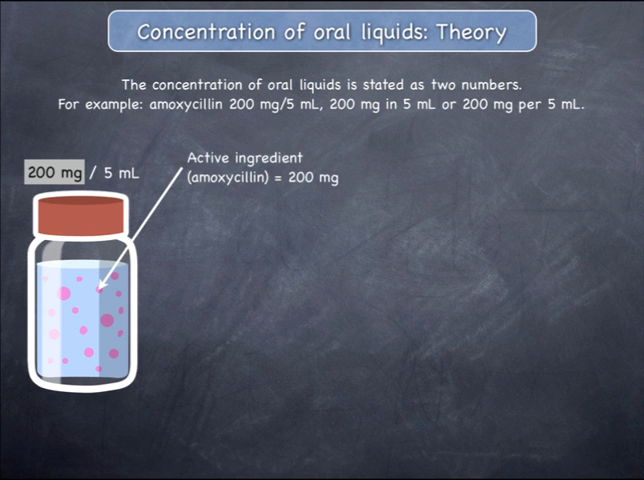 Concentration of oral liquids: Theory
The concentration of oral liquids is stated as two numbers.
For example: amoxycillin 200 mg/5 mL, 200 mg in 5 mL or 200 mg per 5 mL.
200 mg / 5 mL
Active ingredient
(amoxycillin) = 200 mg